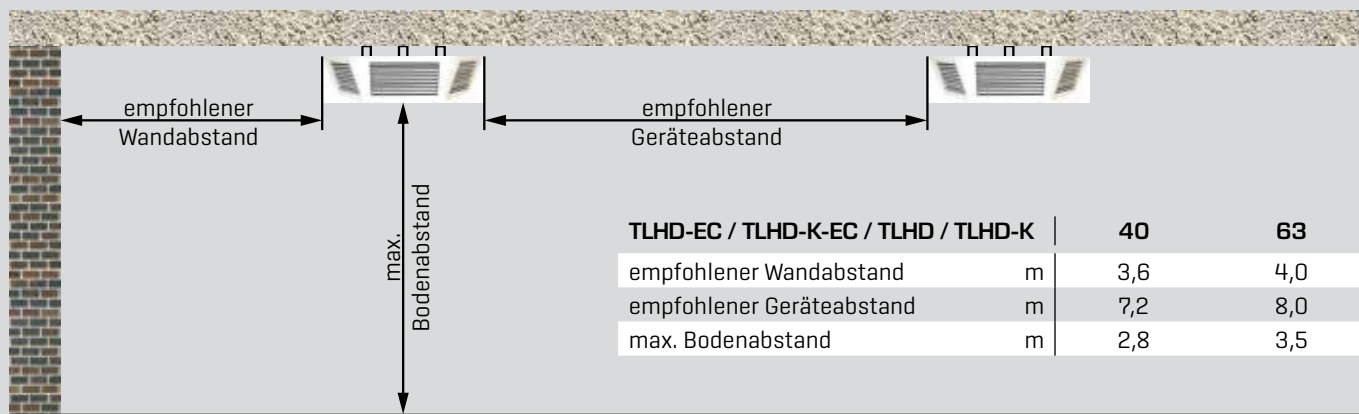 empfohlener
Wandabstand
empfohlener
Geräteabstand
max.
Bodenabstand
TLHD-EC / TLHD-K-EC / TLHD / TLHD-K 40 63
empfohlener Wandabstand m 3,6 4,0
empfohlener Geräteabstand m 7,2 8,0
max. Bodenabstand m 2,8 3,5